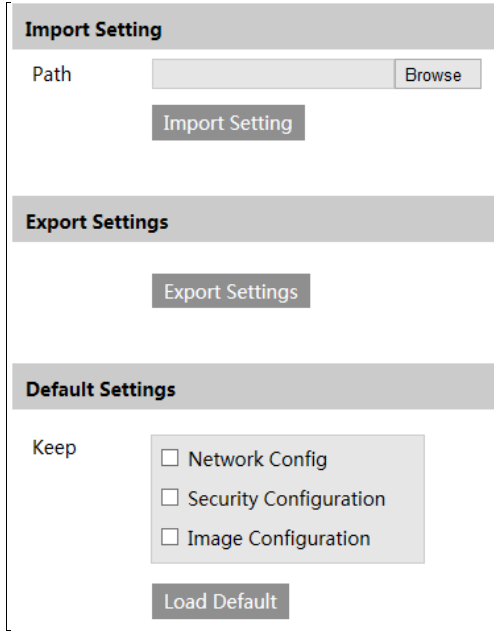 Import Setting
Path
Browse
Import Setting
Export Settings
Export Settings
Default Settings
Keep
Network Config
Security Configuration
Image Configuration
Load Default